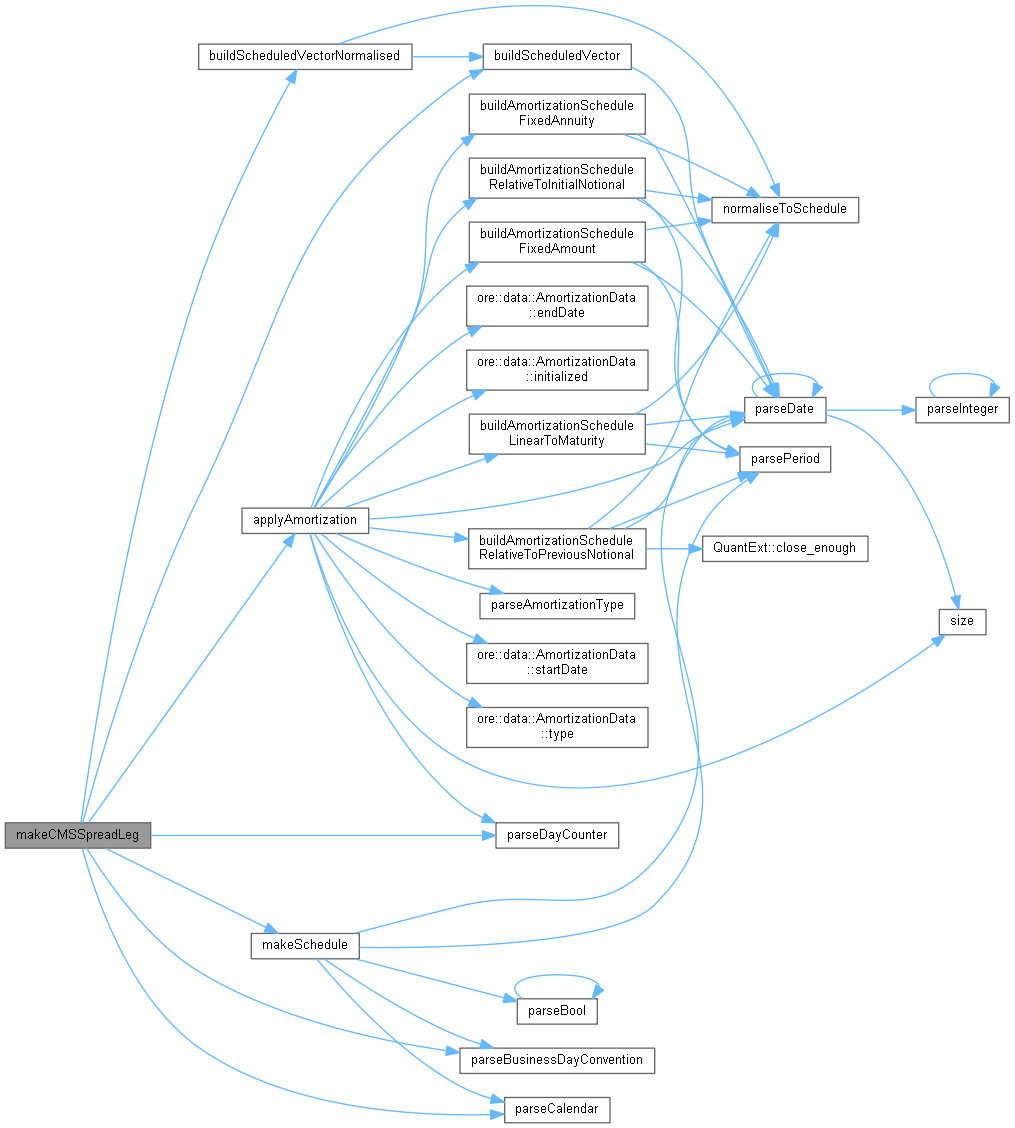 buildScheduledVectorNormalised
buildScheduledVector
buildAmortizationSchedule
FixedAnnuity
buildAmortizationSchedule
RelativeToInitialNotional
normaliseToSchedule
buildAmortizationSchedule
FixedAmount
ore::data::AmortizationData
::endDate
ore::data::AmortizationData
::initialized
parseDate
parseInteger
buildAmortizationSchedule
LinearToMaturity
parsePeriod
applyAmortization
buildAmortizationSchedule
RelativeToPreviousNotional
QuantExt::close_enough
parseAmortizationType
size
ore::data::AmortizationData
::startDate
ore::data::AmortizationData
::type
makeCMSSpreadLeg
parseDayCounter
makeSchedule
parseBool
parseBusinessDayConvention
parseCalendar